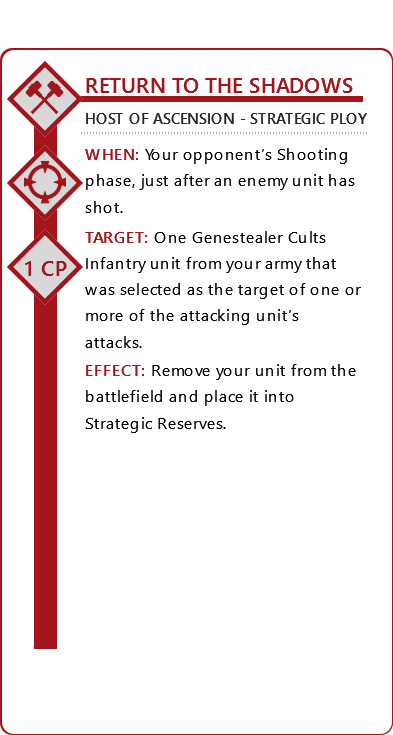 RETURN TO THE SHADOWS
HOST OF ASCENSION - STRATEGIC PLOY
WHEN: Your opponent’s Shooting
phase, just after an enemy unit has
shot.
TARGET: One Genestealer Cults
Infantry unit from your army that
was selected as the target of one or
more of the attacking unit’s
attacks.
1 CP
EFFECT: Remove your unit from the
battlefield and place it into
Strategic Reserves.